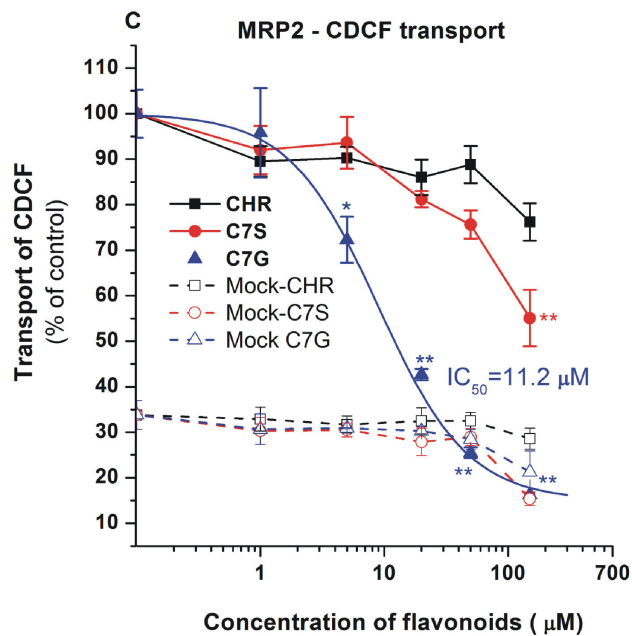 C
MRP2 - CDCF transport
Transport of CDCF
(% of control)
110
100
90
80
70
60
50
40
30
20
10
CHR
C7S
C7G
Mock-CHR
Mock-C7S
Mock C7G
*
**
**
IC50=11.2 μM
**
**
1
10
100
700
Concentration of flavonoids ( μM)